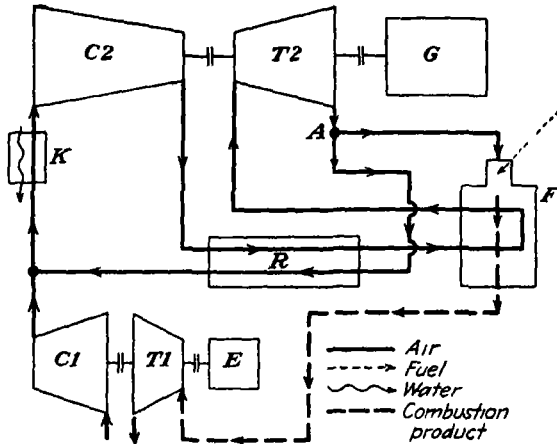 C2
T2
G
K
A
F
R
C1
T1
E
Air
Fuel
Water
Combustion
product